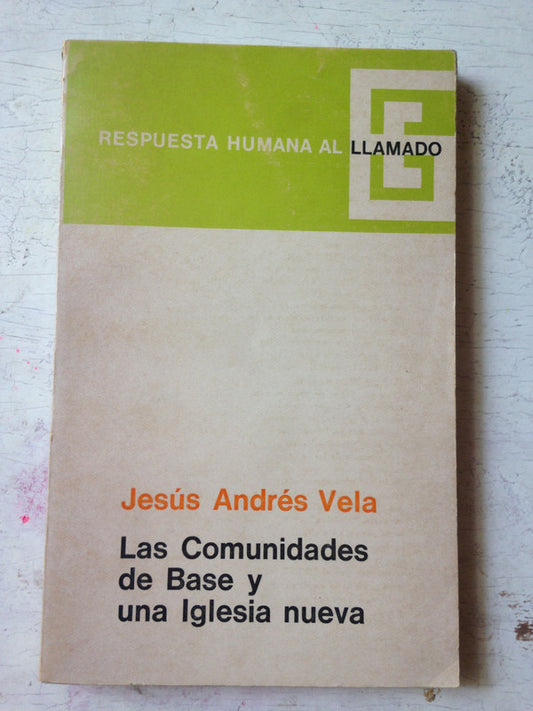 RESPUESTA HUMANA AL LLAMADO
Jesús Andrés Vela
Las Comunidades
de Base y
una Iglesia nueva